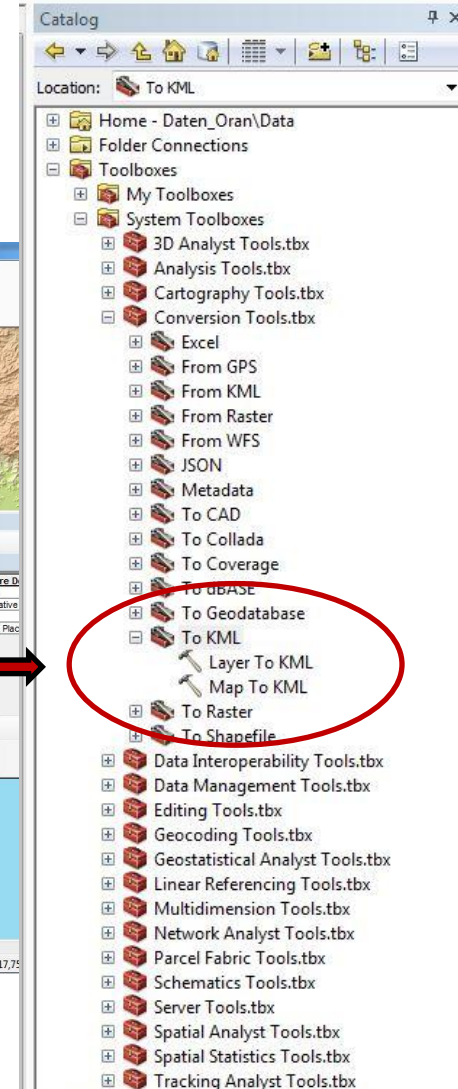 Catalog
Location: To KML
Home - Daten_Oran\Data
Folder Connections
Toolboxes
My Toolboxes
System Toolboxes
3D Analyst Tools.tbx
Analysis Tools.tbx
Cartography Tools.tbx
Conversion Tools.tbx
Excel
From GPS
From KML
From Raster
From WFS
JSON
Metadata
To CAD
To Collada
To Coverage
To dBASE
To Geodatabase
To KML
Layer To KML
Map To KML
To Raster
To Shapefile
Data Interoperability Tools.tbx
Data Management Tools.tbx
Editing Tools.tbx
Geocoding Tools.tbx
Geostatistical Analyst Tools.tbx
Linear Referencing Tools.tbx
Multidimension Tools.tbx
Network Analyst Tools.tbx
Parcel Fabric Tools.tbx
Schematics Tools.tbx
Server Tools.tbx
Spatial Analyst Tools.tbx
Spatial Statistics Tools.tbx
Tracking Analyst Tools.tbx